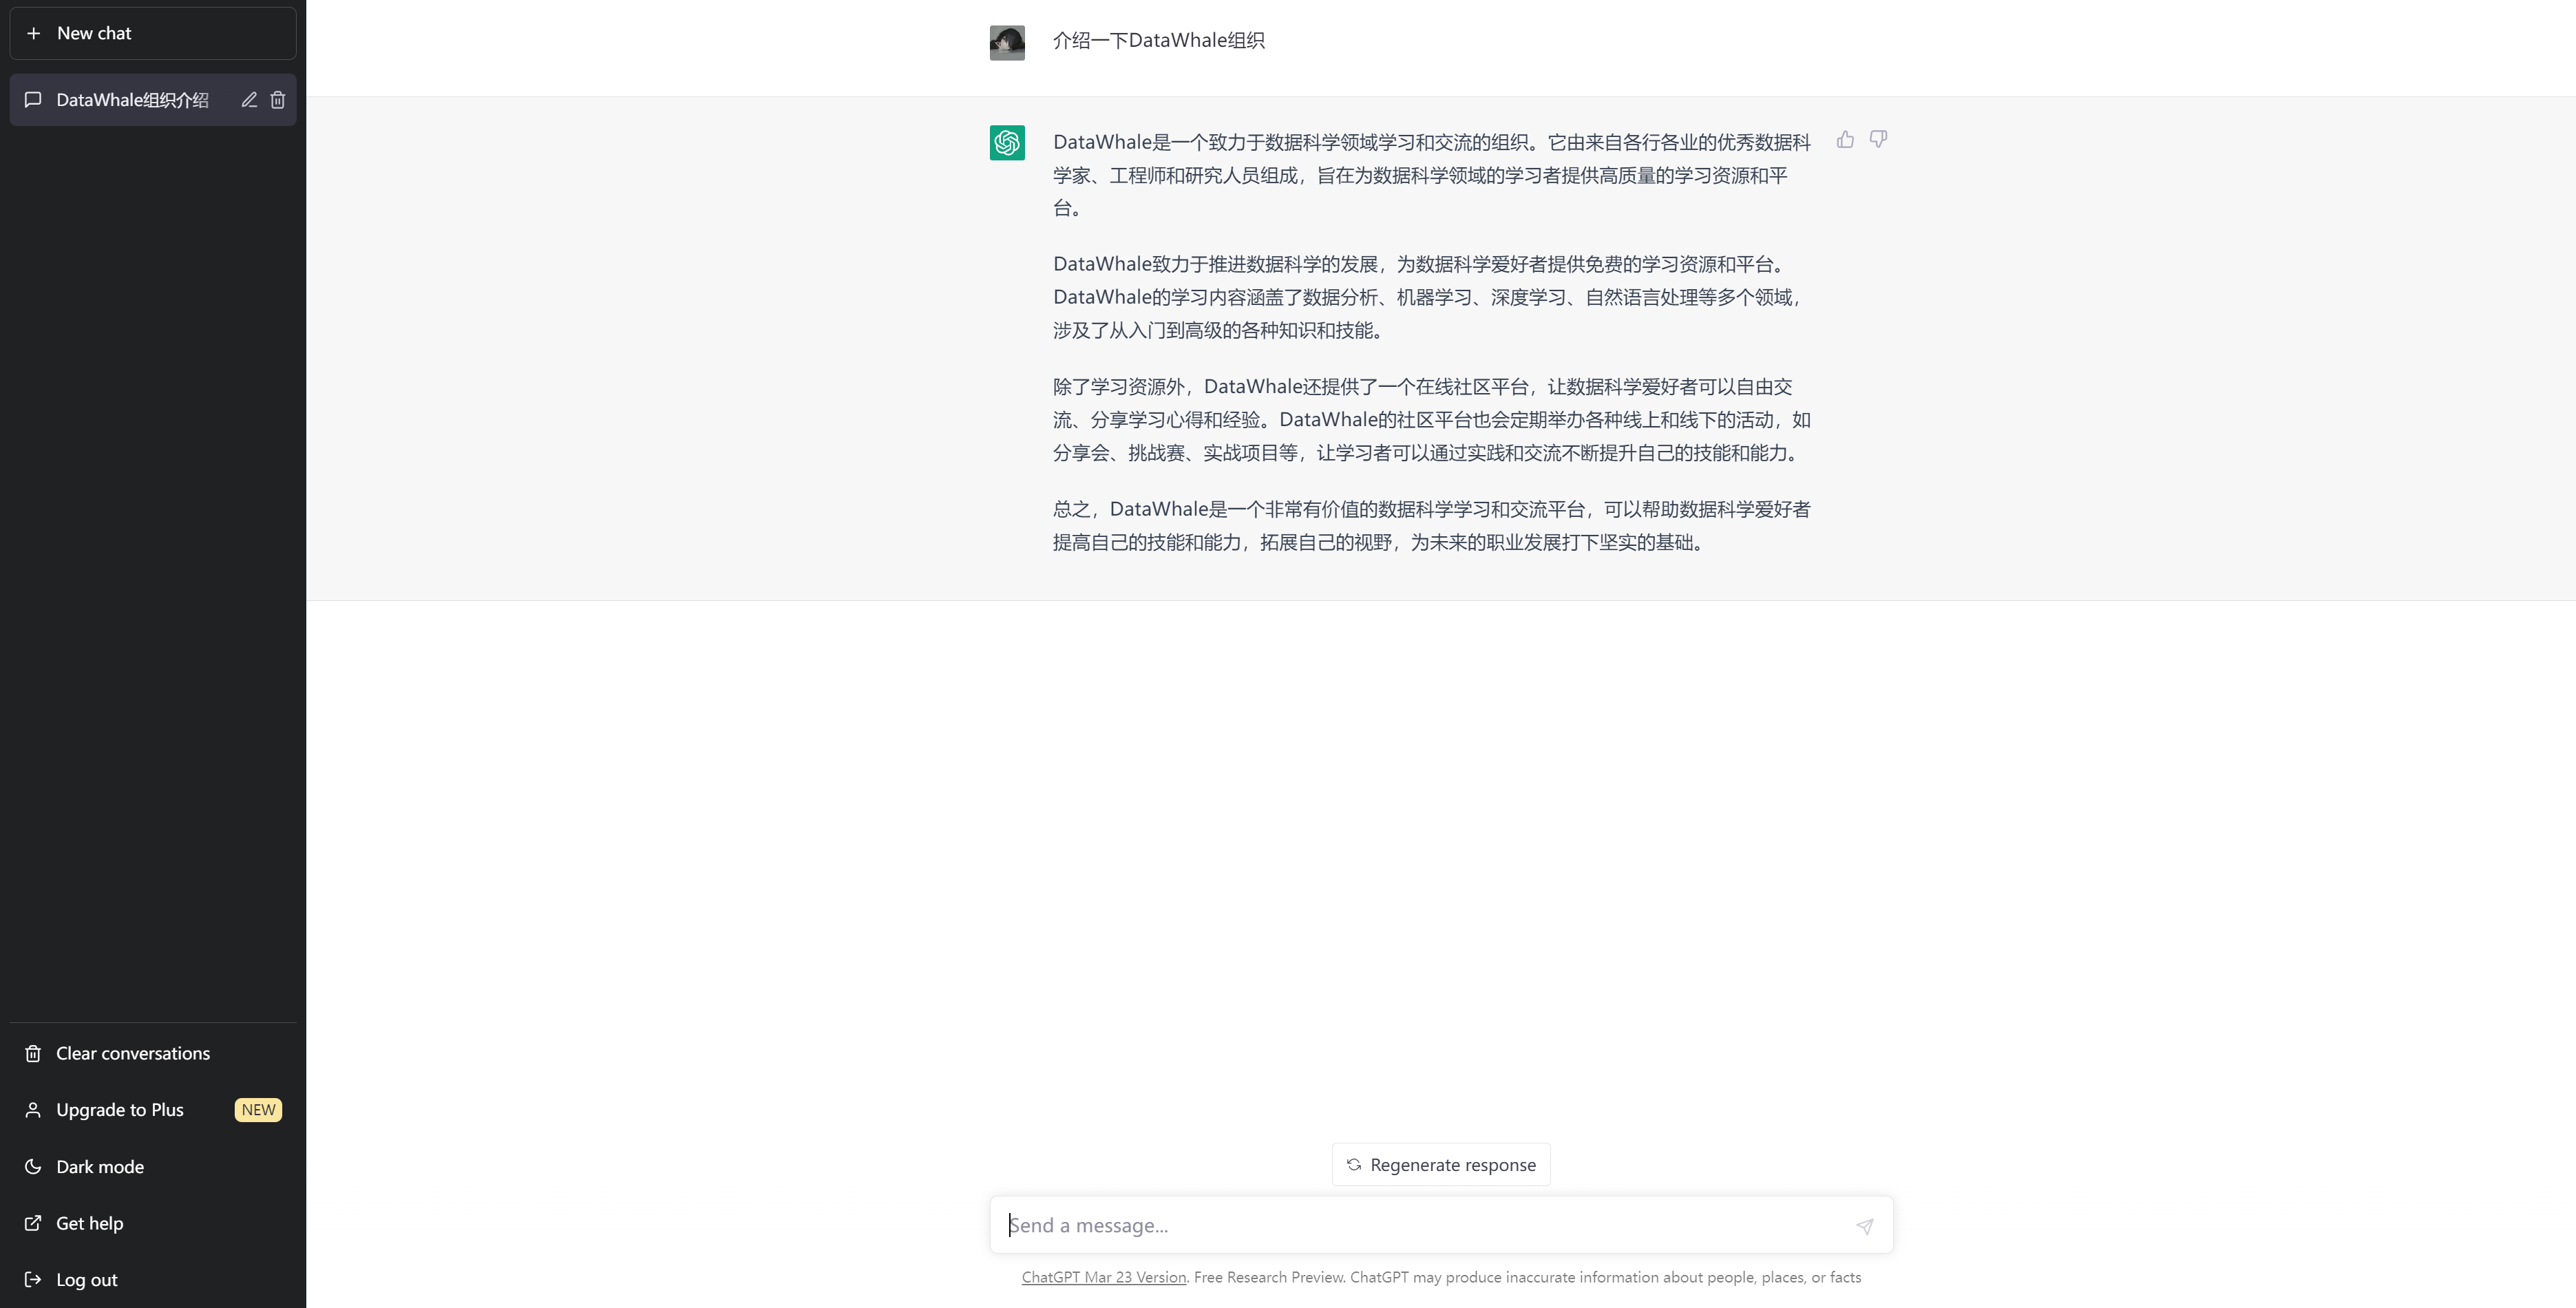 New chat
DataWhale组织介绍
Clear conversations
Upgrade to Plus NEW
Dark mode
Get help
Log out
介绍一下DataWhale组织
DataWhale是一个致力于数据科学领域学习和交流的组织。它由来自各行各业的优秀数据科
学家、工程师和研究人员组成，旨在为数据科学领域的学习者提供高质量的学习资源和平
台。
DataWhale致力于推进数据科学的发展，为数据科学爱好者提供免费的学习资源和平台。
DataWhale的学习内容涵盖了数据分析、机器学习、深度学习、自然语言处理等多个领域，
涉及了从入门到高级的各种知识和技能。
除了学习资源外，DataWhale还提供了一个在线社区平台，让数据科学爱好者可以自由交
流、分享学习心得和经验。DataWhale的社区平台也会定期举办各种线上和线下的活动，如
分享会、挑战赛、实战项目等，让学习者可以通过实践和交流不断提升自己的技能和能力。
总之，DataWhale是一个非常有价值的数据科学学习和交流平台，可以帮助数据科学爱好者
提高自己的技能和能力，拓展自己的视野，为未来的职业发展打下坚实的基础。
Regenerate response
Send a message...
ChatGPT Mar 23 Version. Free Research Preview. ChatGPT may produce inaccurate information about people, places, or facts